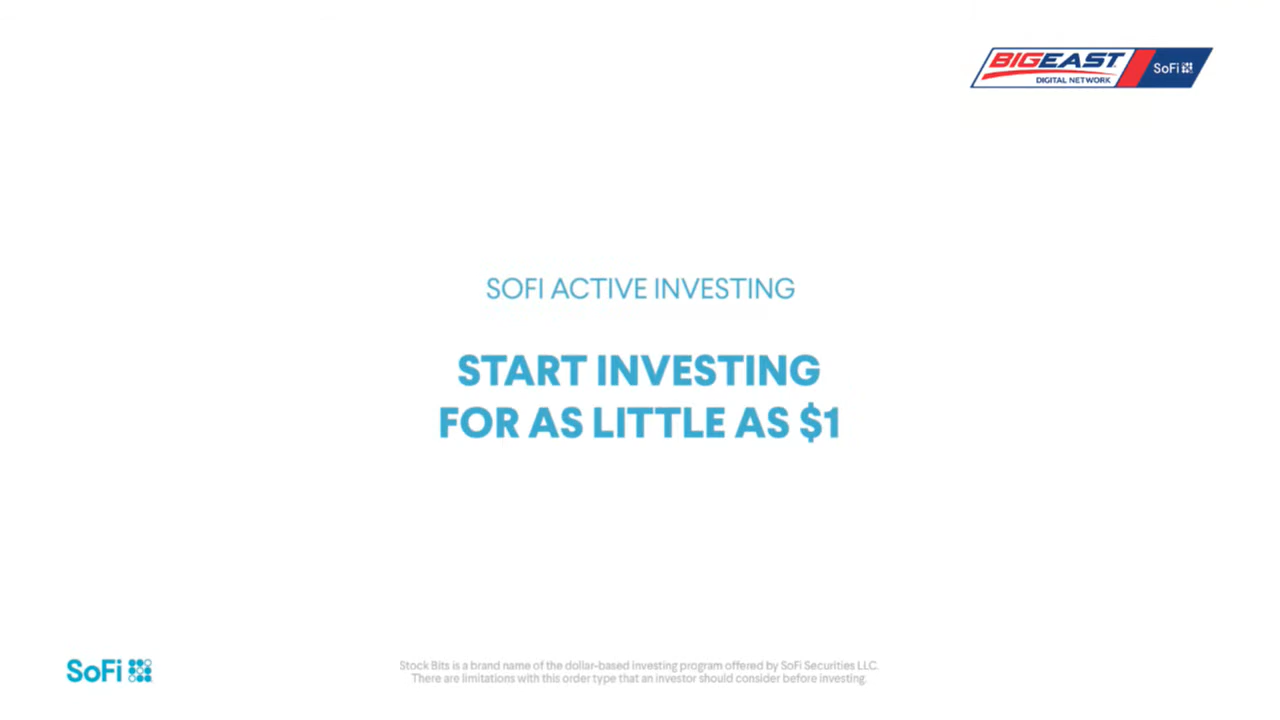 BIGEAST
DIGITAL NETWORK
SoFi
SOFI ACTIVE INVESTING
START INVESTING
FOR AS LITTLE AS $1
SoFi
Stock Bits is a brand name of the dollar-based investing program offered by SoFi Securities LLC.
There are limitations with this order type that an investor should consider before investing.